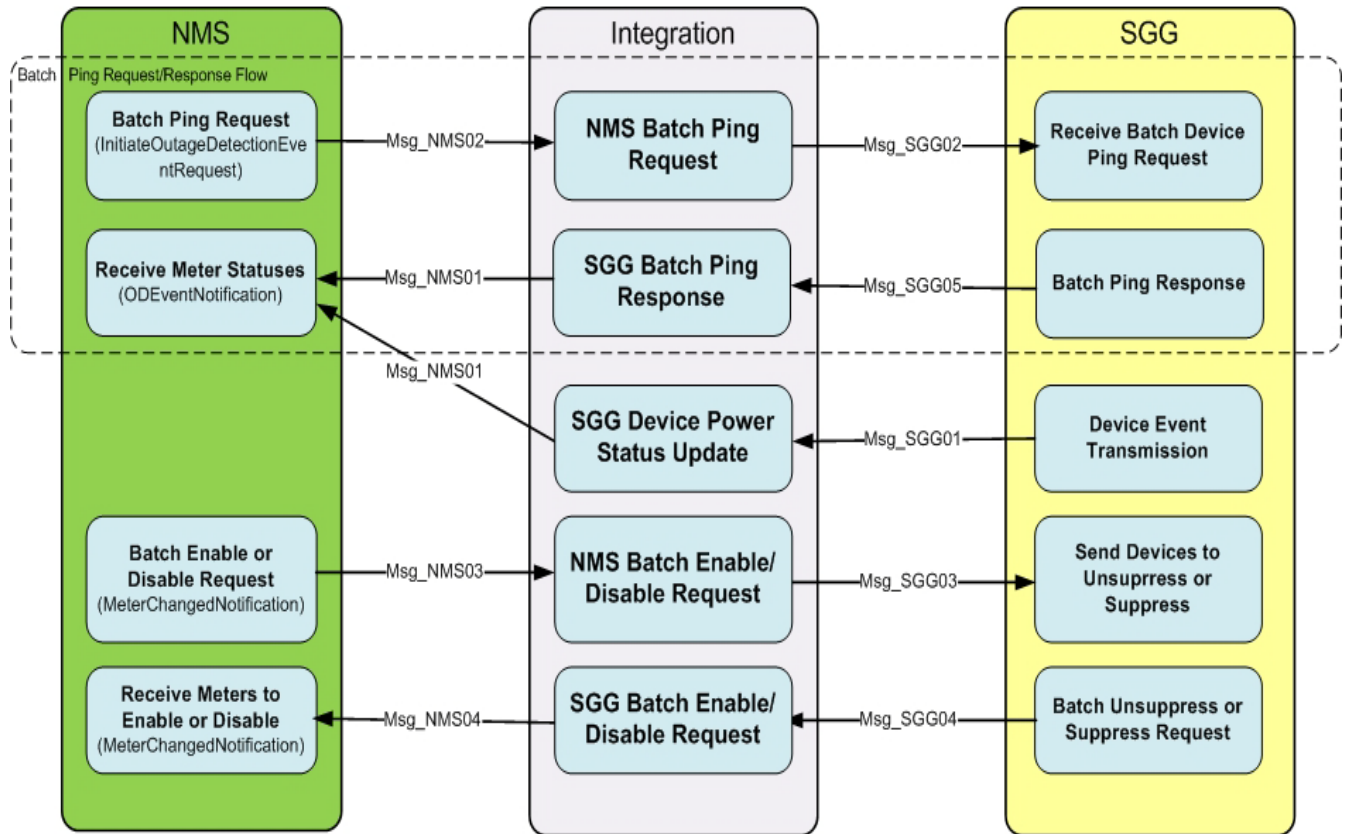 NMS
Integration
SGG
Batch Ping Request/Response Flow
Batch Ping Request
(InitiateOutageDetectionEve
ntRequest)
Msg_NMS02
NMS Batch Ping
Request
Msg_SGG02
Receive Batch Device
Ping Request
Receive Meter Statuses
(ODEventNotification)
Msg_NMS01
SGG Batch Ping
Response
Msg_SGG05
Batch Ping Response
Msg_NMS01
SGG Device Power
Status Update
Msg_SGG01
Device Event
Transmission
Batch Enable or
Disable Request
(MeterChangedNotification)
Msg_NMS03
NMS Batch Enable/
Disable Request
Msg_SGG03
Send Devices to
Unsuprress or
Suppress
Receive Meters to
Enable or Disable
(MeterChangedNotification)
Msg_NMS04
SGG Batch Enable/
Disable Request
Msg_SGG04
Batch Unsuppress or
Suppress Request